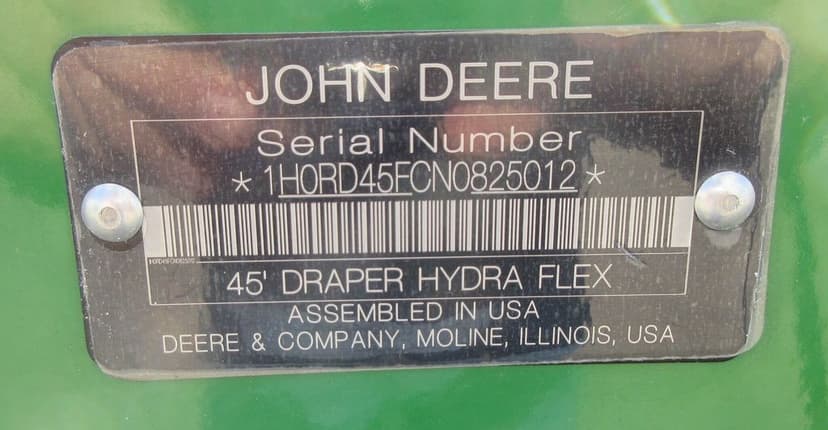 JOHN DEERE
Serial Number
*1H0RD45FCN0825012*
45' DRAPER HYDRA FLEX
ASSEMBLED IN USA
DEERE & COMPANY, MOLINE, ILLINOIS, USA